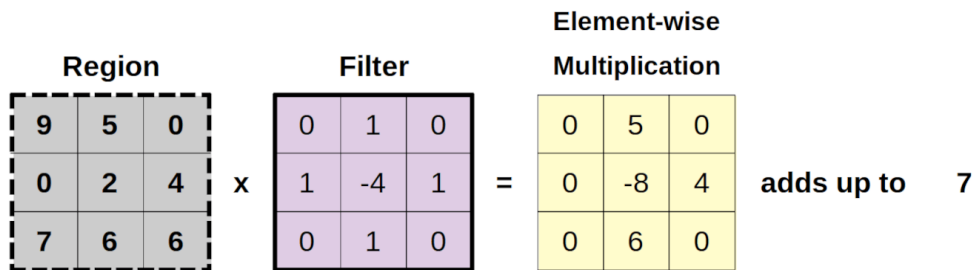 Element-wise
Region Filter Multiplication
9 5 0 0 1 0 0 5 0
0 2 4 x 1 -4 1 = 0 -8 4 adds up to 7
7 6 6 0 1 0 0 6 0